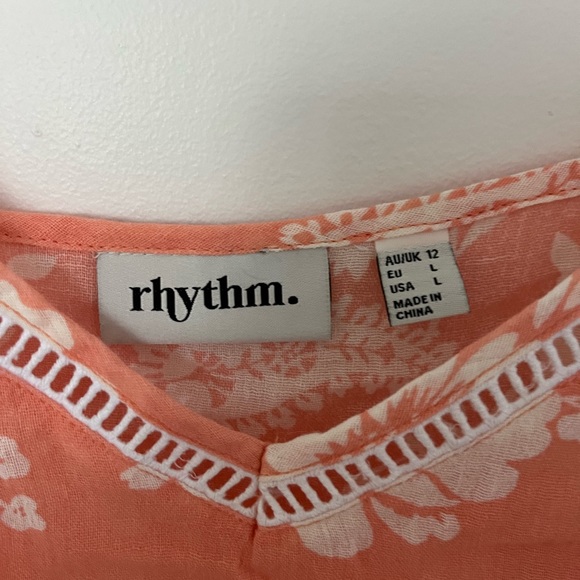 rhythm.
AU/UK 12
EU L
USA L
MADE IN
CHINA